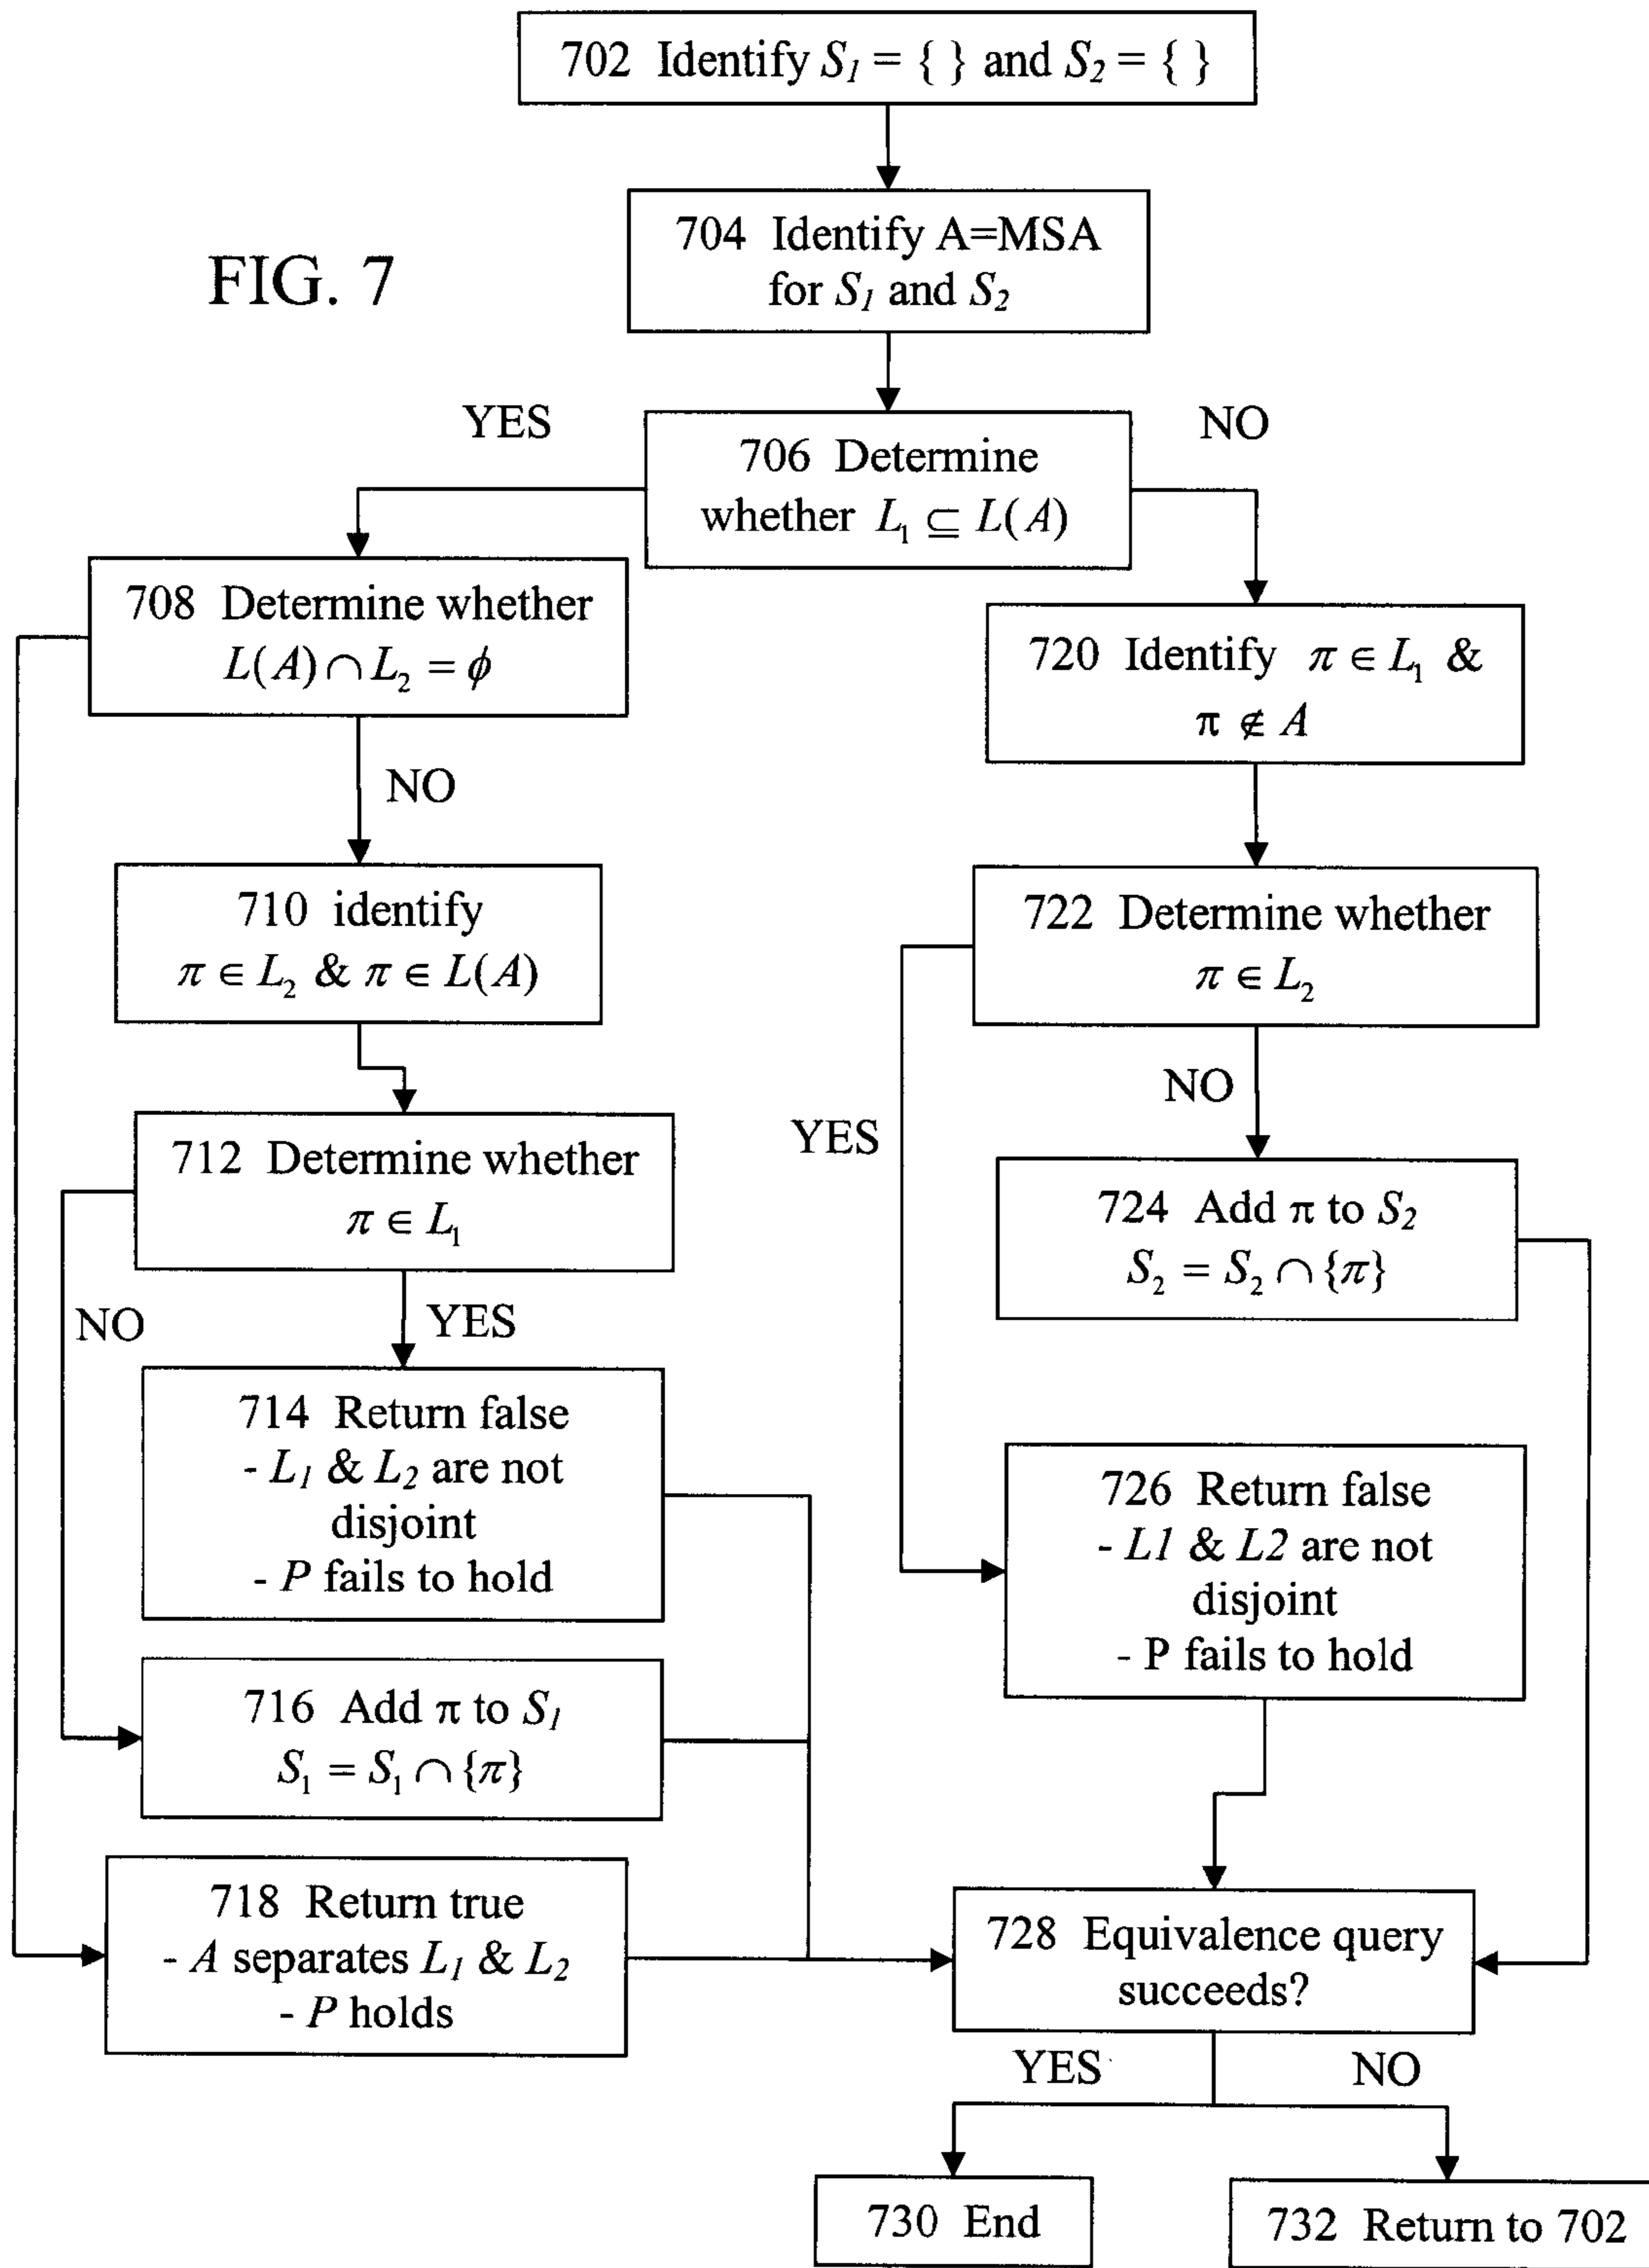 702 Identify S1 = { } and S2 = { }
704 Identify A=MSA
for S1 and S2
FIG. 7
YES
NO
706 Determine
whether L1 ⊆ L(A)
708 Determine whether
L(A) ∩ L2 = ϕ
720 Identify π ∈ L1 &
π ∉ A
NO
710 identify
π ∈ L2 & π ∈ L(A)
722 Determine whether
π ∈ L2
NO
YES
712 Determine whether
π ∈ L1
724 Add π to S2
S2 = S2 ∩ {π}
NO
YES
714 Return false
- L1 & L2 are not
disjoint
- P fails to hold
726 Return false
- L1 & L2 are not
disjoint
- P fails to hold
716 Add π to S1
S1 = S1 ∩ {π}
718 Return true
- A separates L1 & L2
- P holds
728 Equivalence query
succeeds?
YES
NO
730 End
732 Return to 702